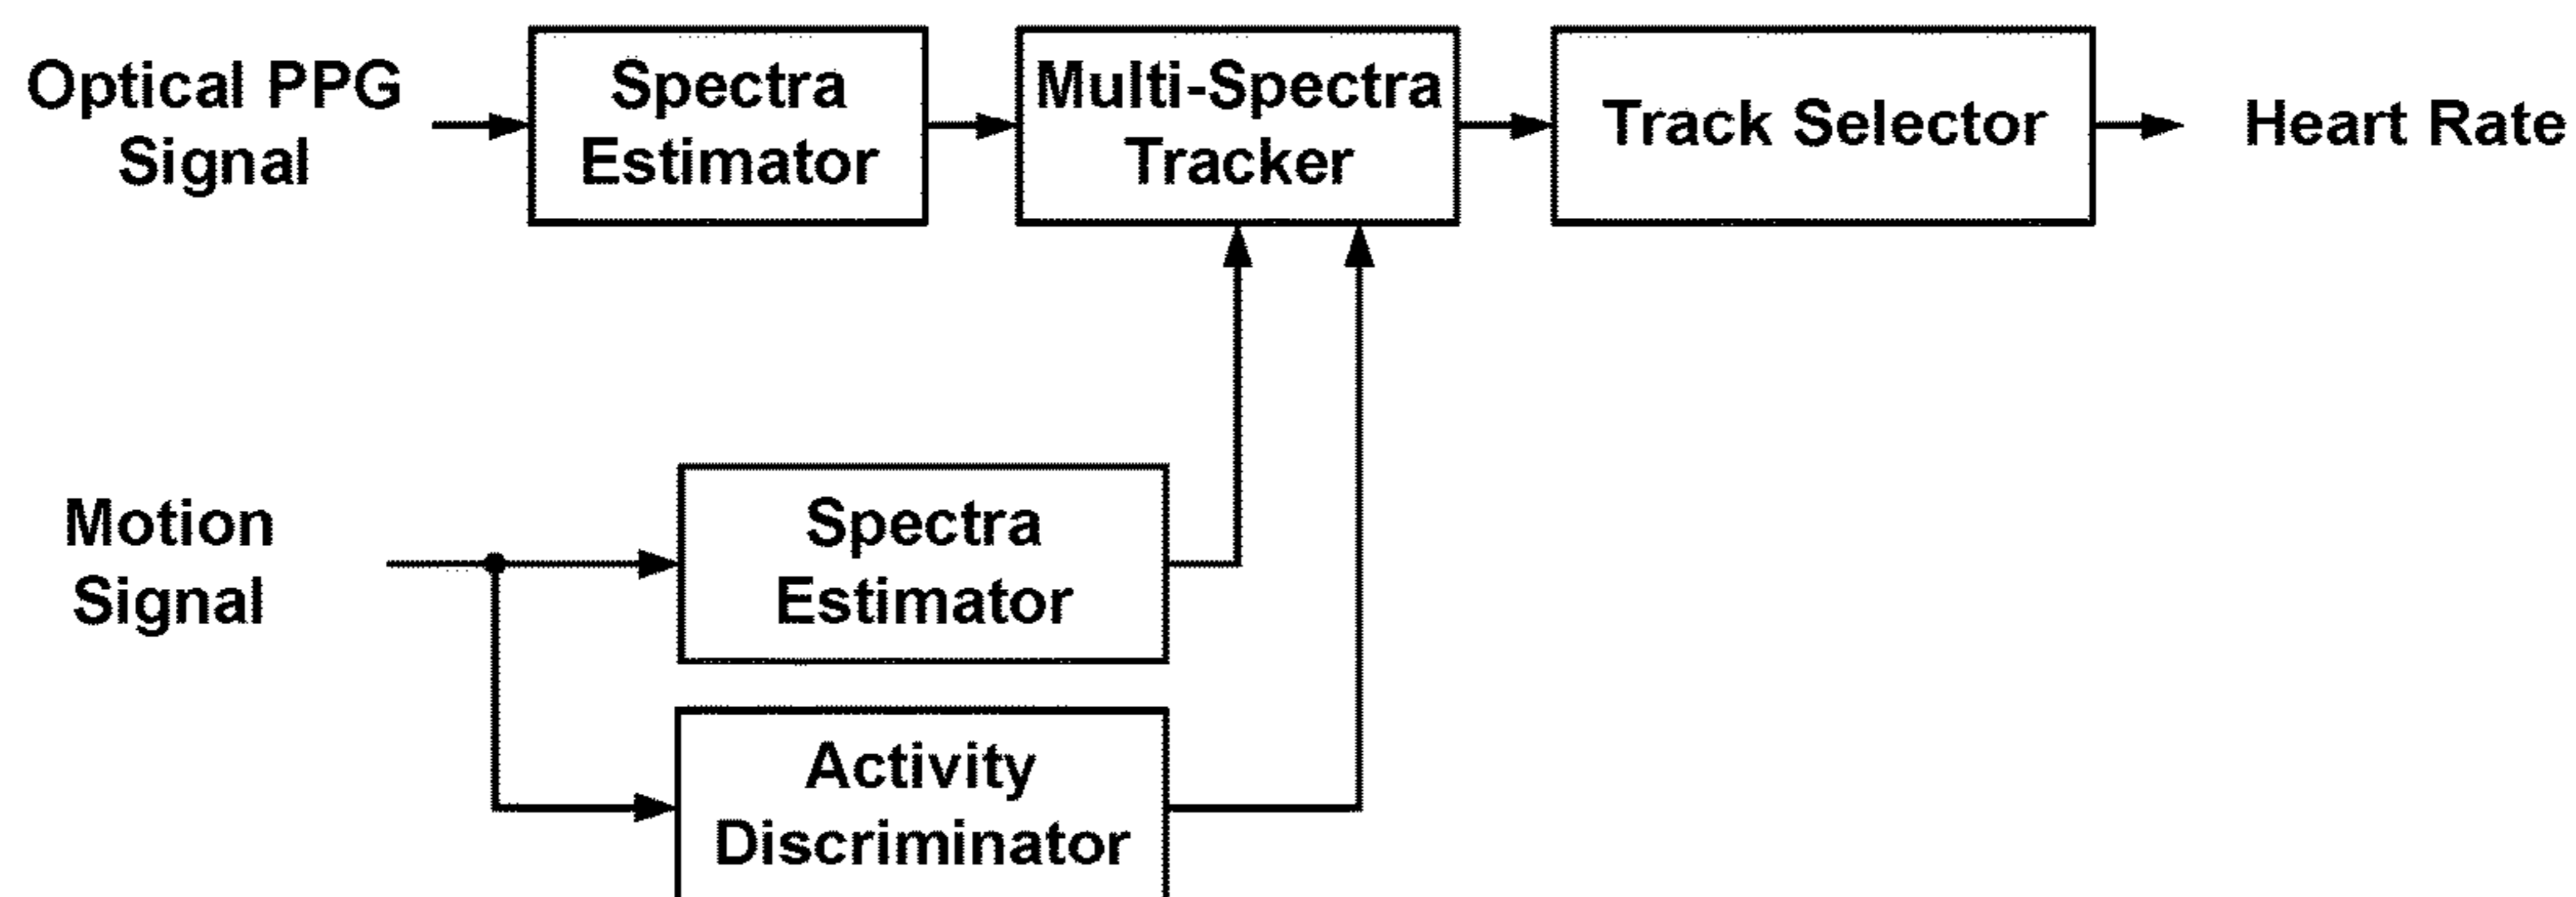 Optical PPG
Signal
Spectra
Estimator
Multi-Spectra
Tracker
Track Selector
Heart Rate
Motion
Signal
Spectra
Estimator
Activity
Discriminator